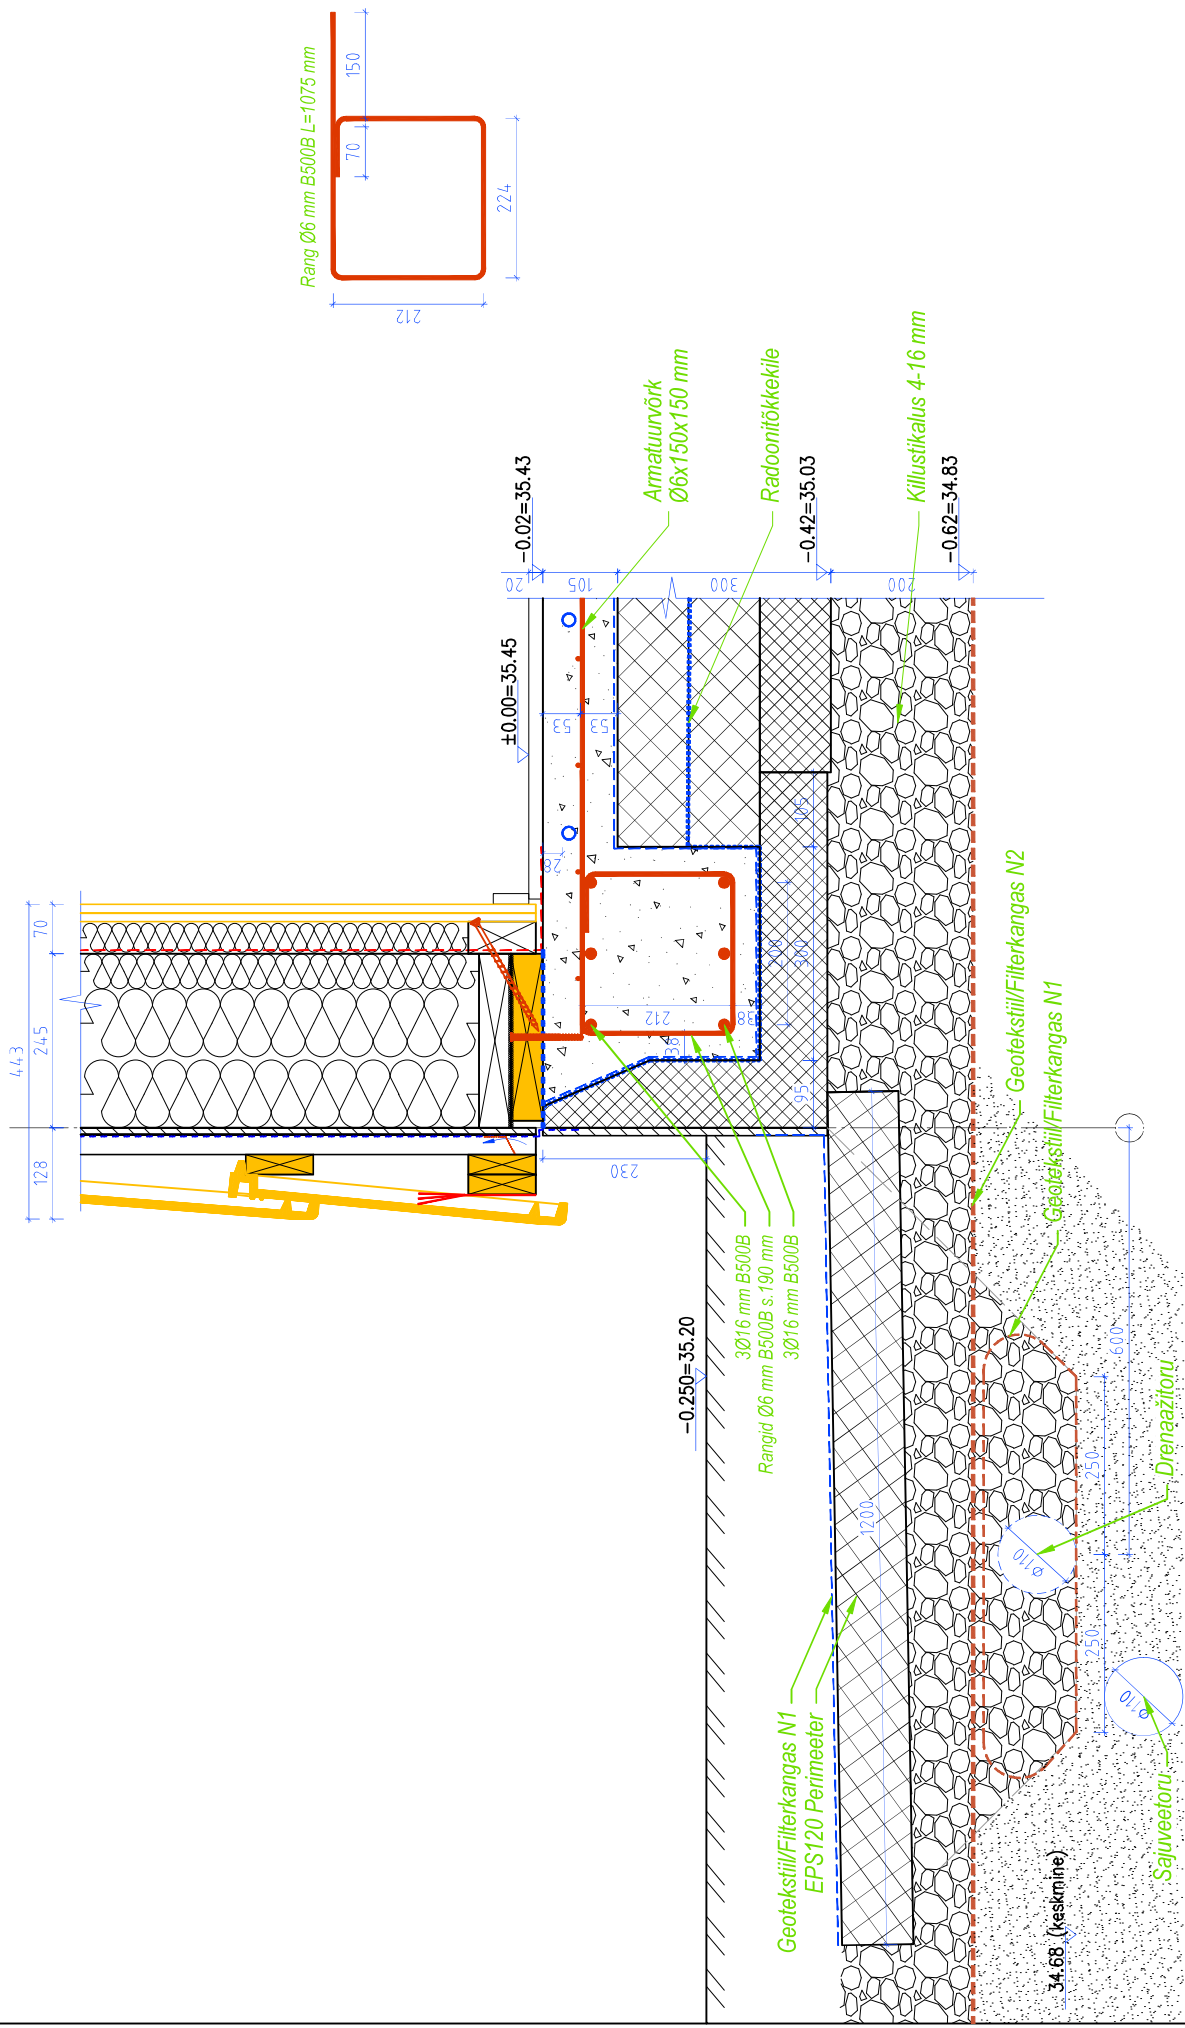 Rang Ø6 mm B500B L=1075 mm
150
70
224
212
Armatuurvõrk
Ø6x150x150 mm
Radoonitõkkekile
Killustikalus 4-16 mm
-0.02=35.43
-0.42=35.03
-0.62=34.83
20
105
300
200
±0.00=35.45
53
53
28
105
200
300
212
38
38
95
443
70
245
128
230
Geotekstiil/Filterkangas N2
Geotekstiil/Filterkangas N1
3Ø16 mm B500B
Rangid Ø6 mm B500B s.190 mm
3Ø16 mm B500B
-0.250=35.20
1200
600
250
250
Ø110
Drenaažitoru
Ø110
Sajuveetoru
Geotekstiil/Filterkangas N1
EPS120 Perimeeter
34.68 (keskmine)